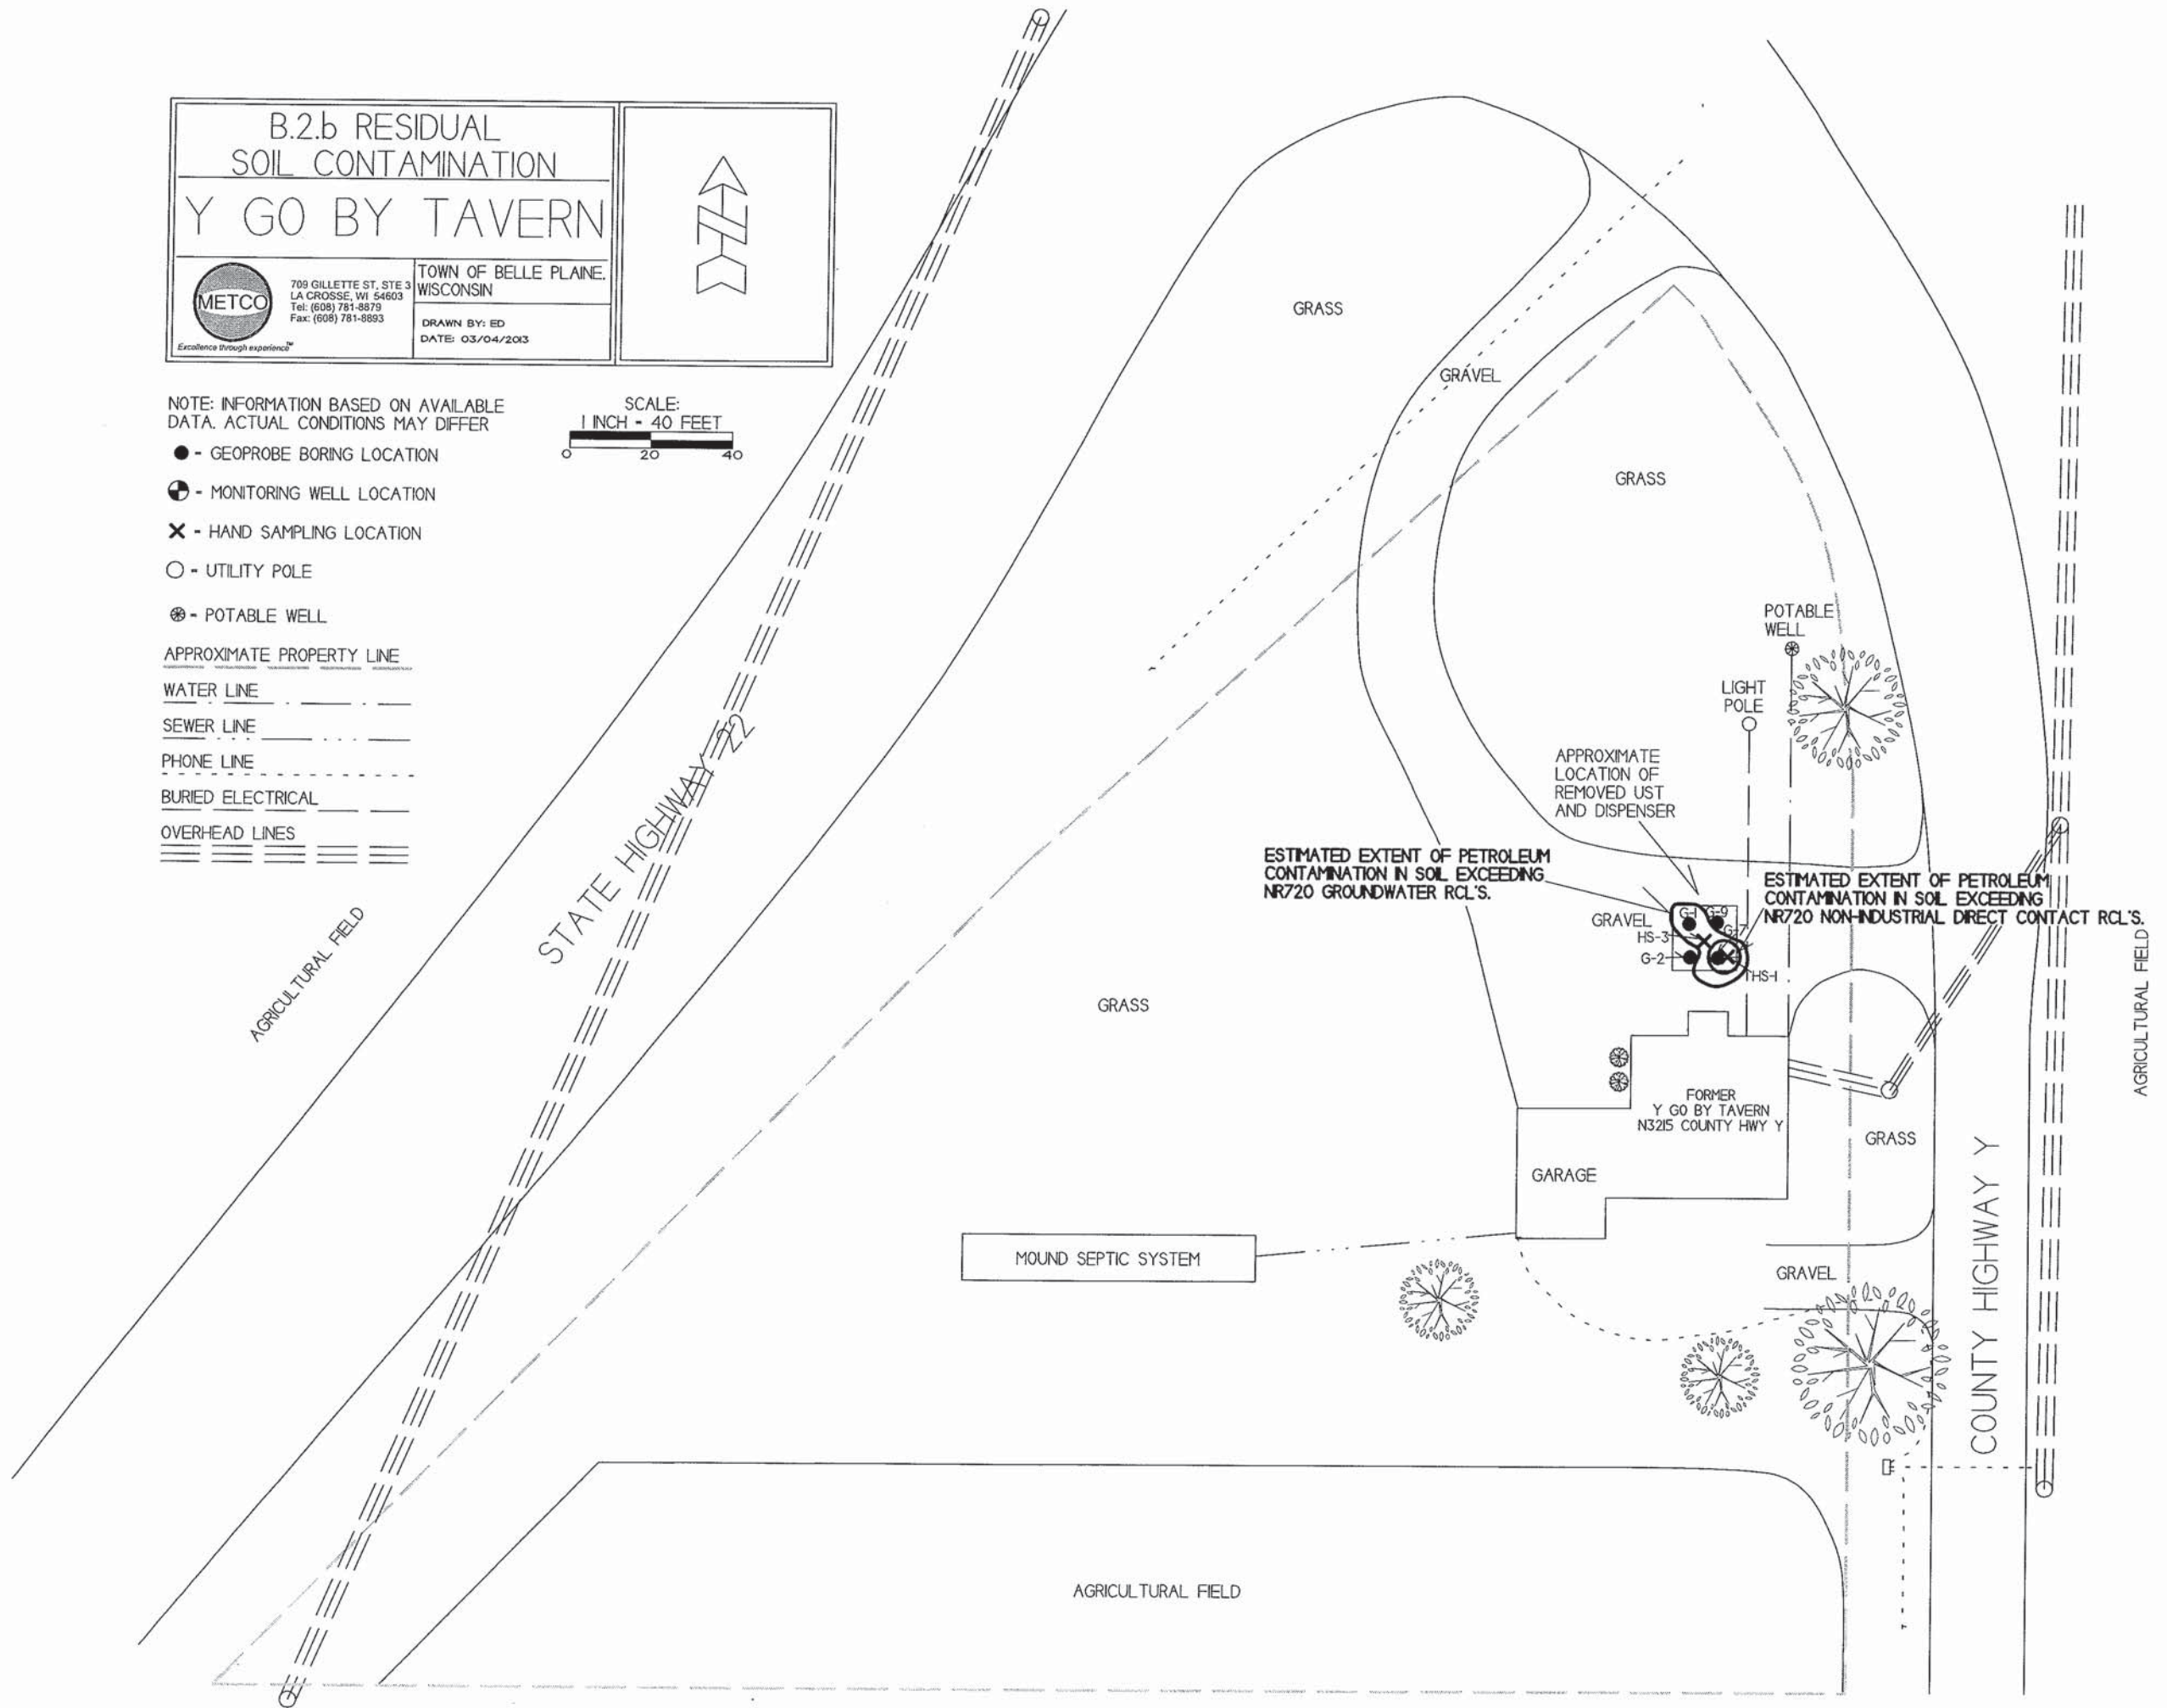 B.2.b RESIDUAL
SOIL CONTAMINATION
Y GO BY TAVERN
METCO
Excellence through experience™
709 GILLETTE ST, STE 3
LA CROSSE, WI 54603
Tel: (608) 781-8879
Fax: (608) 781-8893
TOWN OF BELLE PLAINE,
WISCONSIN
DRAWN BY: ED
DATE: 03/04/2013
N
NOTE: INFORMATION BASED ON AVAILABLE
DATA. ACTUAL CONDITIONS MAY DIFFER
SCALE:
1 INCH - 40 FEET
0 20 40
- GEOPROBE BORING LOCATION
- MONITORING WELL LOCATION
- HAND SAMPLING LOCATION
- UTILITY POLE
- POTABLE WELL
APPROXIMATE PROPERTY LINE
WATER LINE
SEWER LINE
PHONE LINE
BURIED ELECTRICAL
OVERHEAD LINES
AGRICULTURAL FIELD
STATE HIGHWAY 22
GRASS
GRAVEL
GRASS
POTABLE
WELL
LIGHT
POLE
APPROXIMATE
LOCATION OF
REMOVED UST
AND DISPENSER
ESTIMATED EXTENT OF PETROLEUM
CONTAMINATION IN SOIL EXCEEDING
NR720 GROUNDWATER RCL'S.
ESTIMATED EXTENT OF PETROLEUM
CONTAMINATION IN SOIL EXCEEDING
NR720 NON-INDUSTRIAL DIRECT CONTACT RCL'S.
GRAVEL
G-1
G-9
G-7
HS-3
G-2
HS-1
GRASS
FORMER
Y GO BY TAVERN
N3215 COUNTY HWY Y
GARAGE
GRASS
MOUND SEPTIC SYSTEM
GRAVEL
COUNTY HIGHWAY Y
AGRICULTURAL FIELD
AGRICULTURAL FIELD